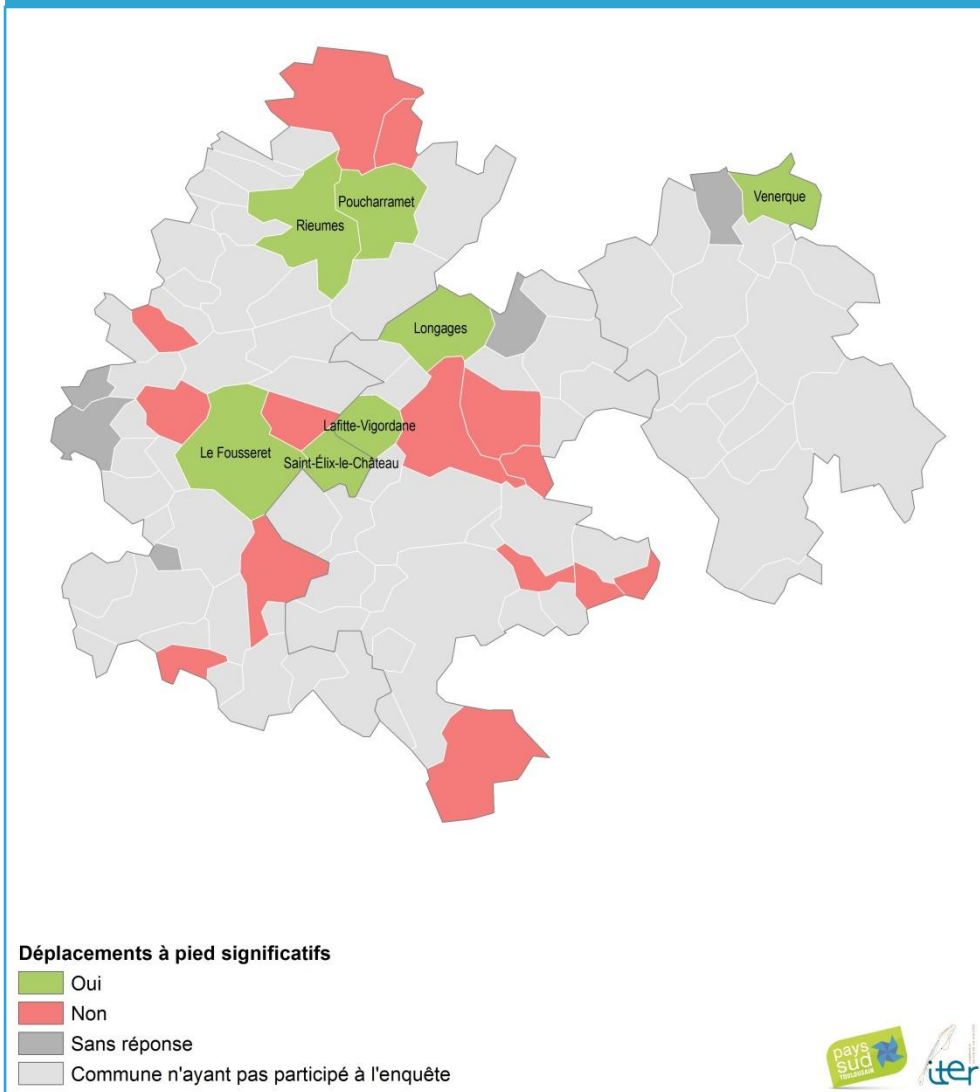 Venerque
Poucharramet
Rieumes
Longages
Lafitte-Vigordane
Le Fousseret
Saint-Élix-le-Château
Déplacements à pied significatifs
Oui
Non
Sans réponse
Commune n'ayant pas participé à l'enquête
pays
sud
TOULOUSAIN
iter